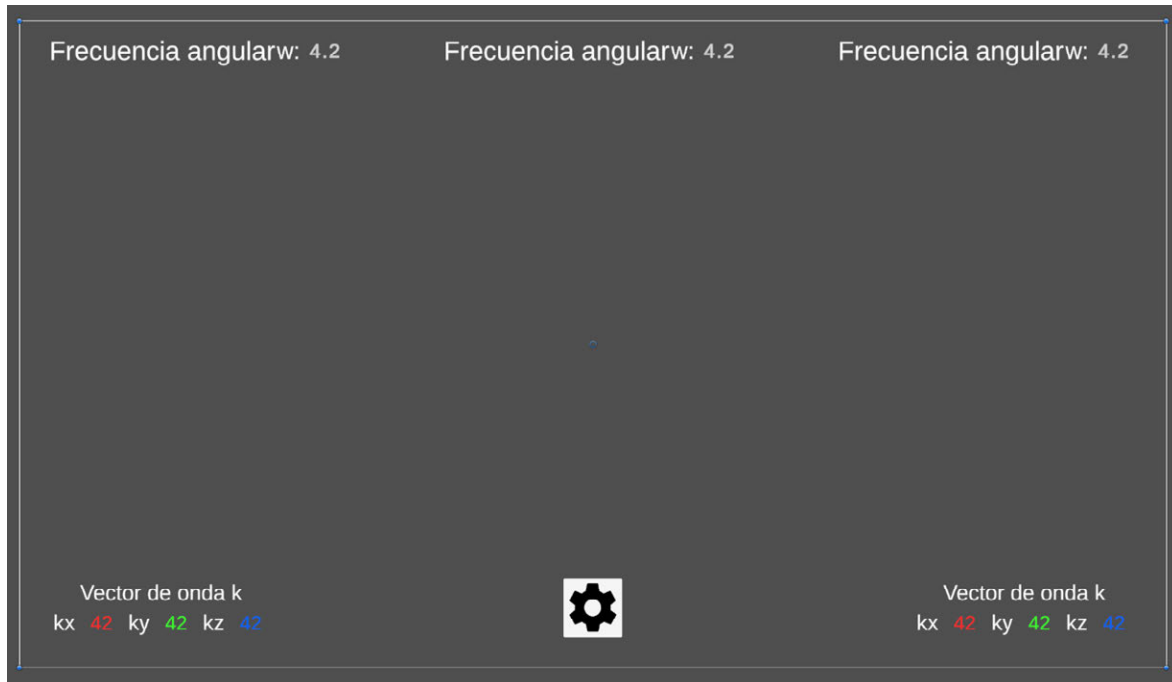 Frecuencia angularw: 4.2
Frecuencia angularw: 4.2
Frecuencia angularw: 4.2
Vector de onda k
kx 42 ky 42 kz 42
Vector de onda k
kx 42 ky 42 kz 42